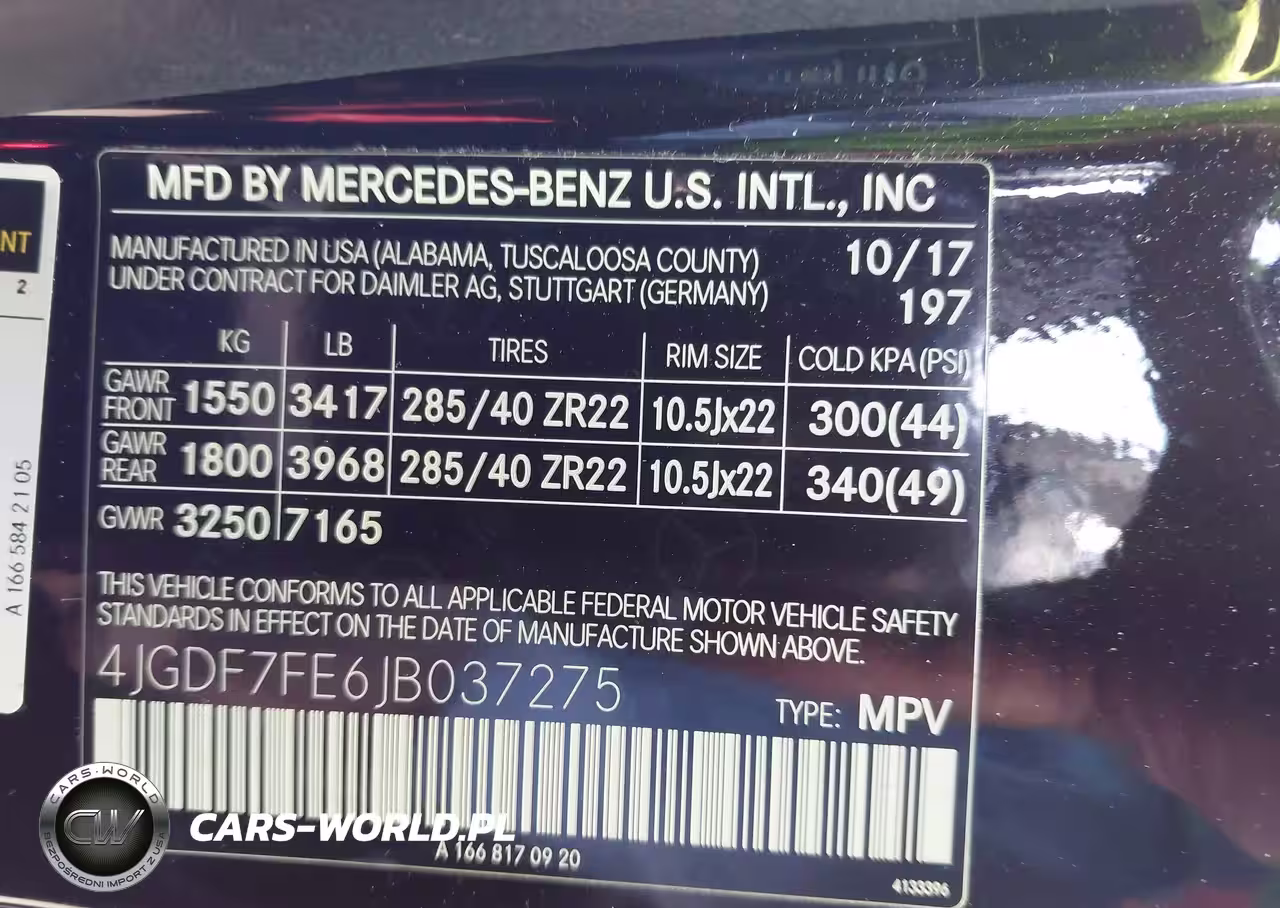 MFD BY MERCEDES-BENZ U.S. INTL., INC
MANUFACTURED IN USA (ALABAMA, TUSCALOOSA COUNTY) 10/17
UNDER CONTRACT FOR DAIMLER AG, STUTTGART (GERMANY) 197
KG LB TIRES RIM SIZE COLD KPA (PSI)
GAWR FRONT 1550 3417 285/40 ZR22 10.5Jx22 300(44)
GAWR REAR 1800 3968 285/40 ZR22 10.5Jx22 340(49)
GVWR 3250 7165
THIS VEHICLE CONFORMS TO ALL APPLICABLE FEDERAL MOTOR VEHICLE SAFETY
STANDARDS IN EFFECT ON THE DATE OF MANUFACTURE SHOWN ABOVE.
4JGDF7FE6JB037275
TYPE: MPV
A 166 817 09 20
4133396
NT
2
A 166 584 21 05
CARS-WORLD
CW
BEZPOŚREDNI IMPORT Z USA
CARS-WORLD.PL